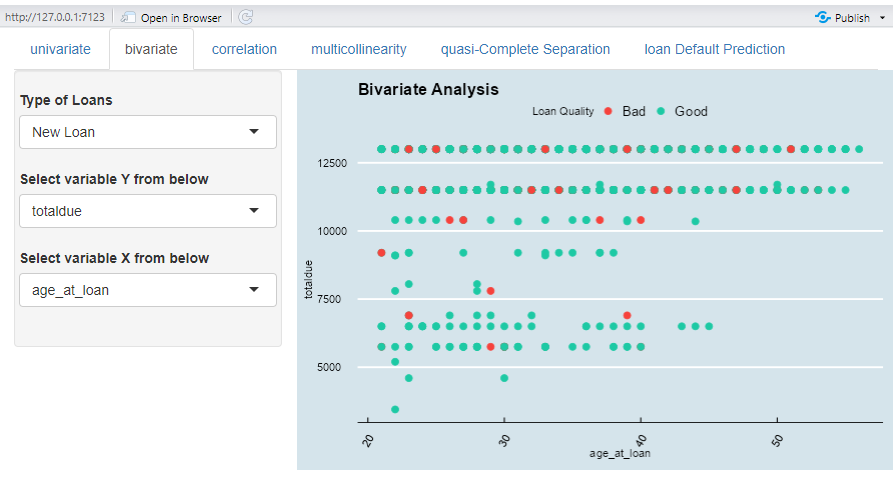 http://127.0.0.1:7123 Open in Browser Publish
univariate bivariate correlation multicollinearity quasi-Complete Separation loan Default Prediction
Type of Loans
New Loan
Select variable Y from below
totaldue
Select variable X from below
age_at_loan
Bivariate Analysis
Loan Quality Bad Good
totaldue
12500
10000
7500
5000
20 30 40 50
age_at_loan